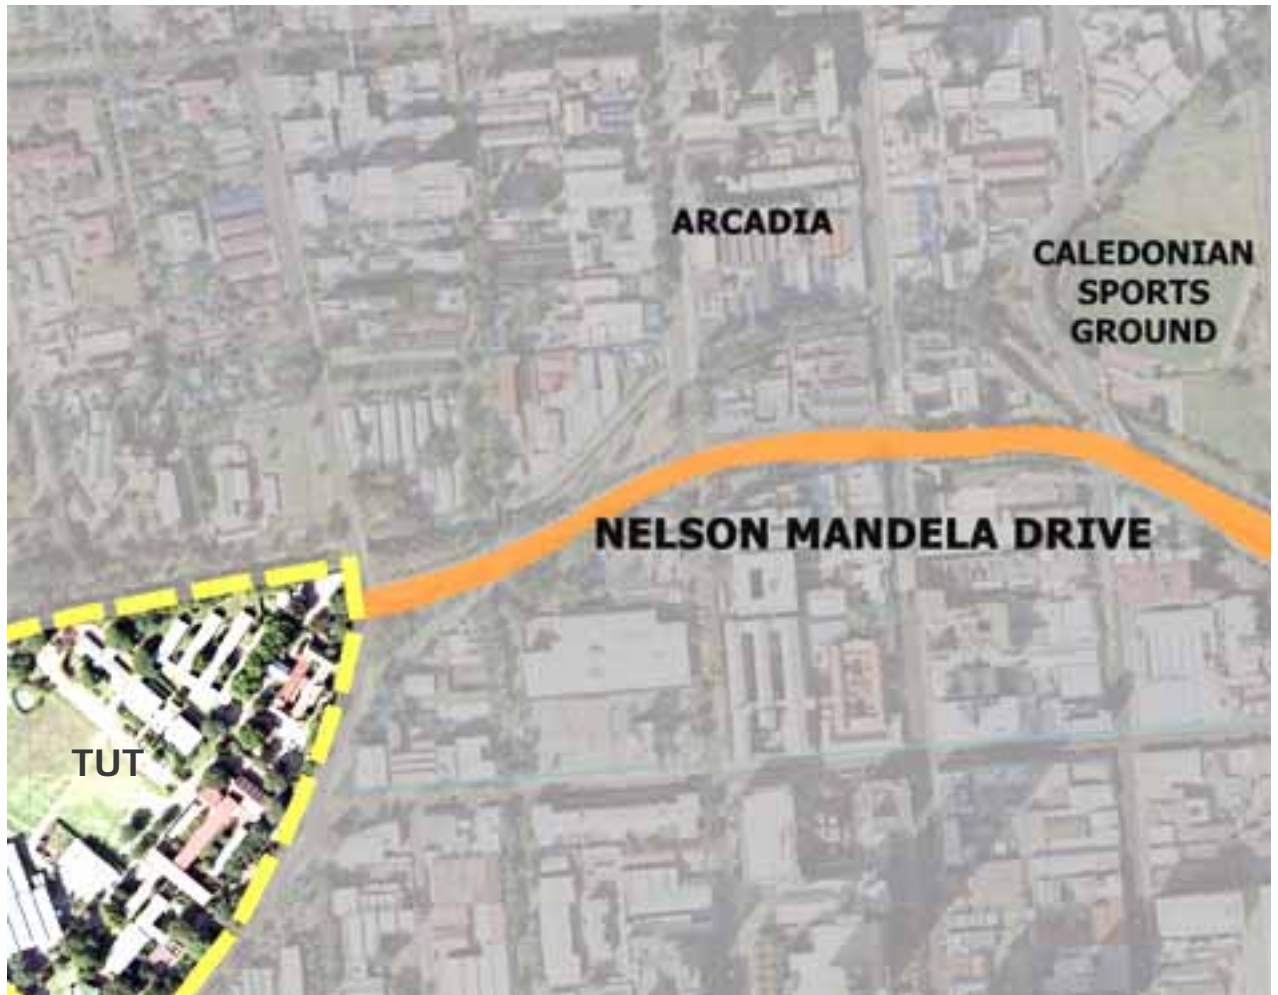 ARCADIA
CALEDONIAN
SPORTS
GROUND
NELSON MANDELA DRIVE
TUT